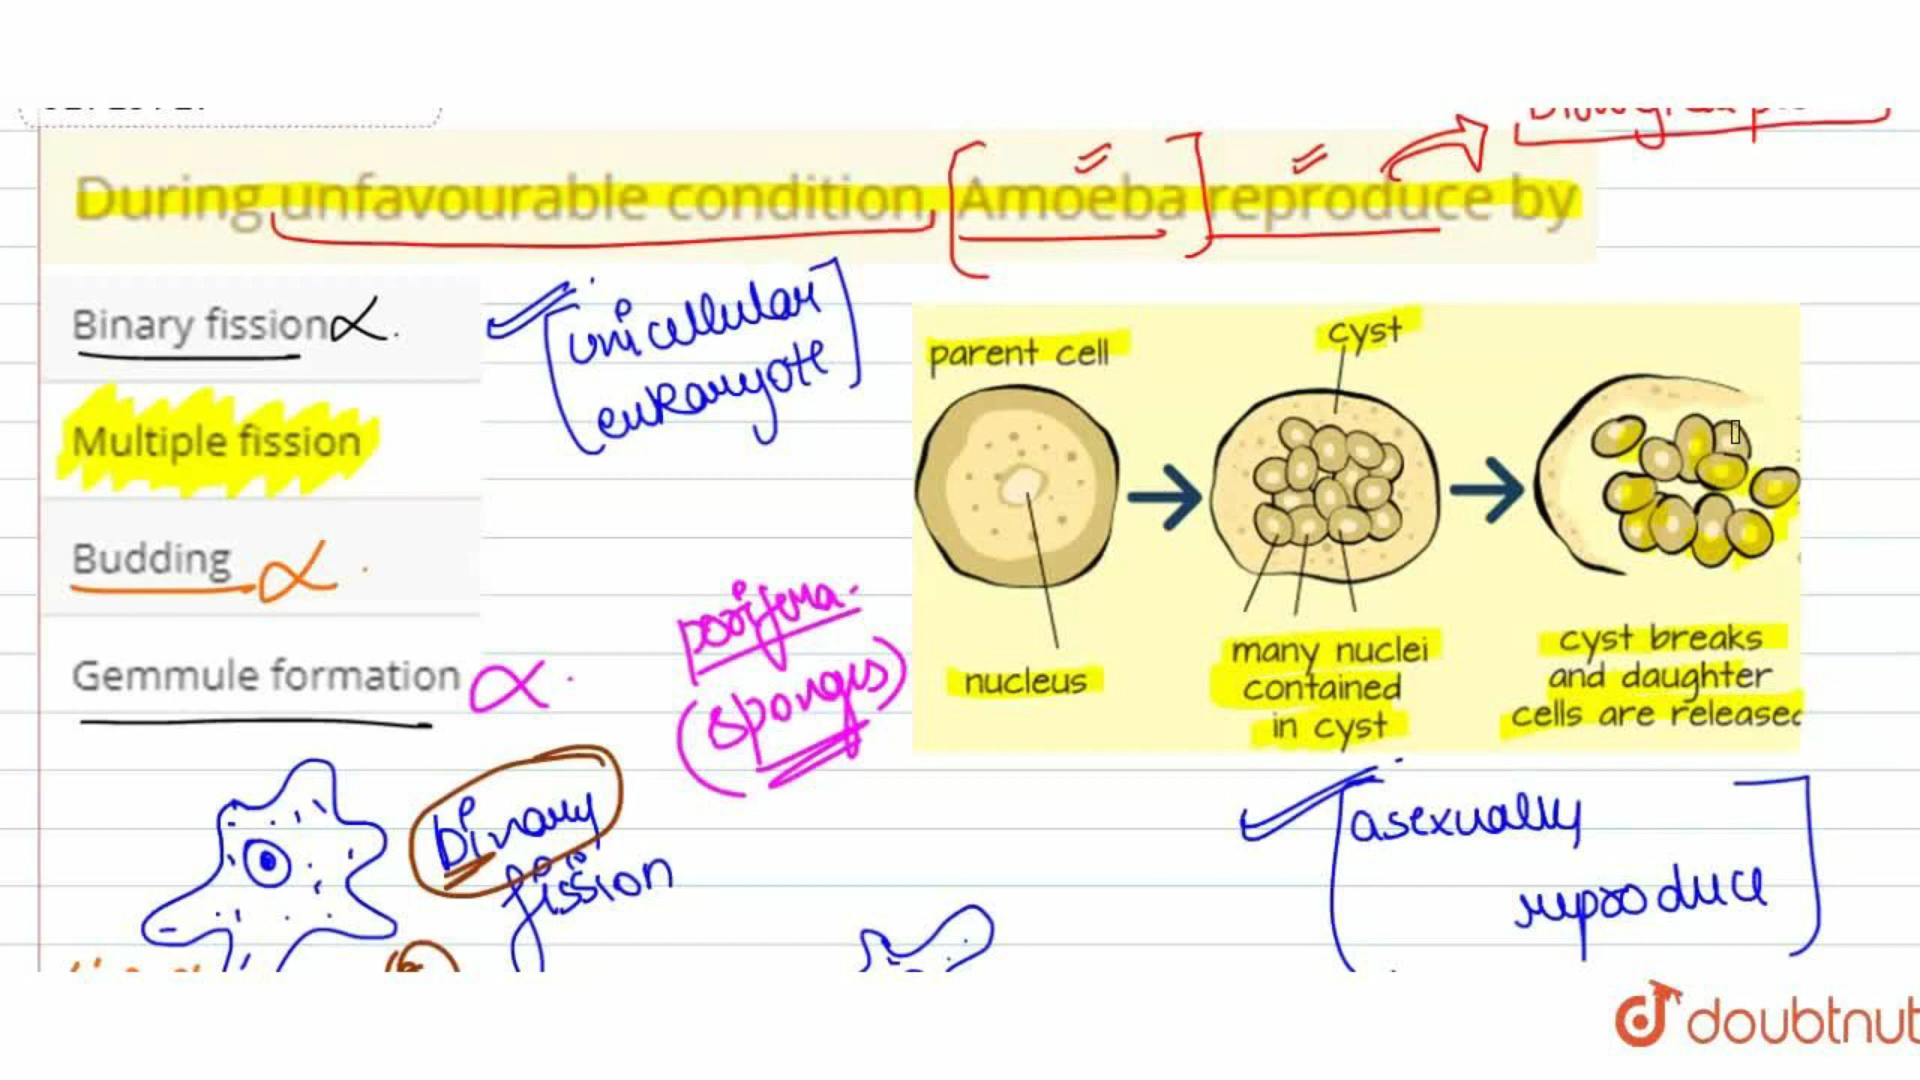 During unfavourable condition, Amoeba reproduce by
Binary fission
unicellular
eukaryote
Multiple fission
Budding
Gemmule formation
porifera
(sponges)
parent cell
nucleus
cyst
many nuclei
contained
in cyst
cyst breaks
and daughter
cells are released
binary
fission
asexually
reproduce
doubtnut